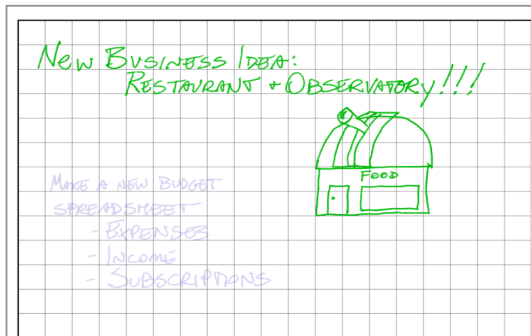 NEW BUSINESS IDEA:
RESTAURANT + OBSERVATORY!!!
FOOD
MAKE A NEW BUDGET
SPREADSHEET
- EXPENSES
- INCOME
- SUBSCRIPTIONS